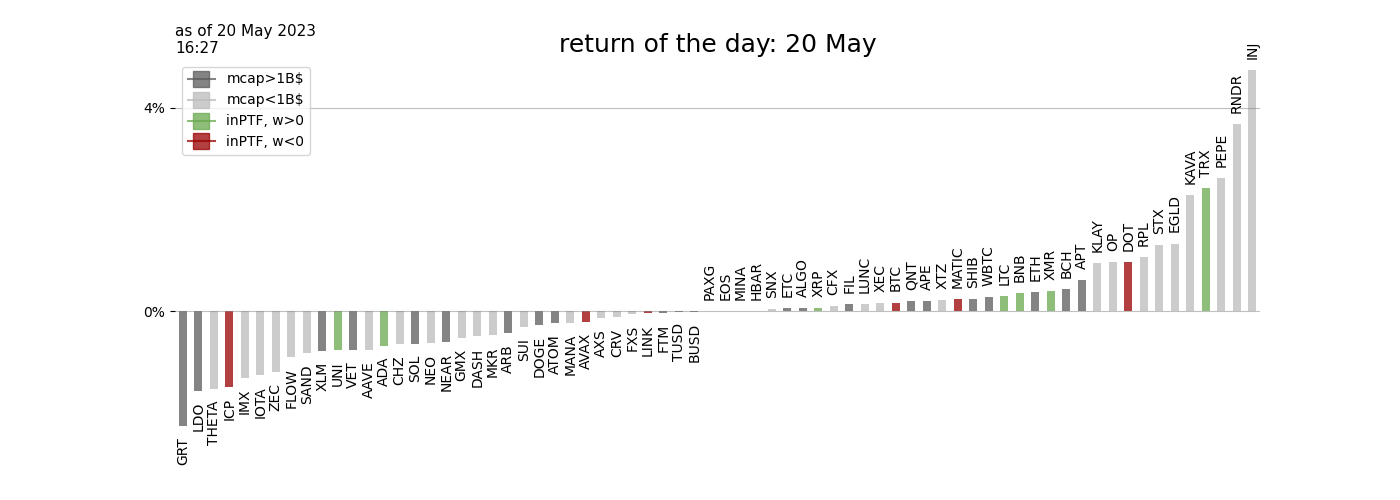 as of 20 May 2023
16:27
return of the day: 20 May
mcap>1B$
mcap<1B$
inPTF, w>0
inPTF, w<0
4%
0%
GRT
LDO
THETA
ICP
IMX
IOTA
ZEC
FLOW
SAND
XLM
UNI
VET
AAVE
ADA
CHZ
SOL
NEO
NEAR
GMX
DASH
MKR
ARB
SUI
DOGE
ATOM
MANA
AVAX
AXS
CRV
FXS
LINK
FTM
TUSD
BUSD
PAXG
EOS
MINA
HBAR
SNX
ETC
ALGO
XRP
CFX
FIL
LUNC
XEC
BTC
QNT
APE
XTZ
MATIC
SHIB
WBTC
LTC
BNB
ETH
XMR
BCH
APT
KLAY
OP
DOT
RPL
STX
EGLD
KAVA
TRX
PEPE
RNDR
INJ